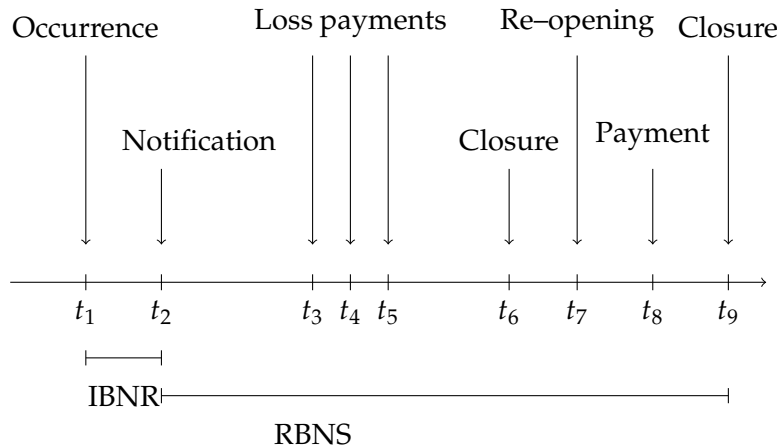 Occurrence Loss payments Re–opening Closure
Notification Closure Payment
t1 t2 t3 t4 t5 t6 t7 t8 t9
IBNR
RBNS